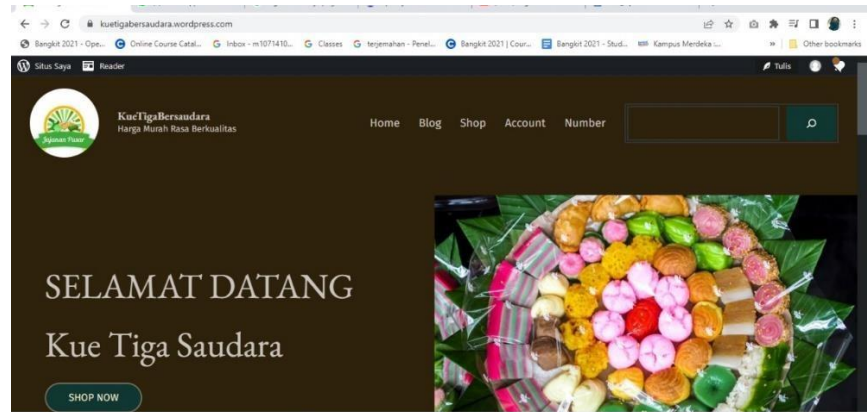 kuetigabersaudara.wordpress.com
Bangkit 2021 - Ope... Online Course Catal... Inbox - m1071410... Classes terjemahan - Penel... Bangkit 2021 | Cour... Bangkit 2021 - Stud... Kampus Merdeka :... » Other bookmarks
Situs Saya Reader Tulis
KueTigaBersaudara
Harga Murah Rasa Berkualitas
Jajanan Pasar
Home Blog Shop Account Number
SELAMAT DATANG
Kue Tiga Saudara
SHOP NOW